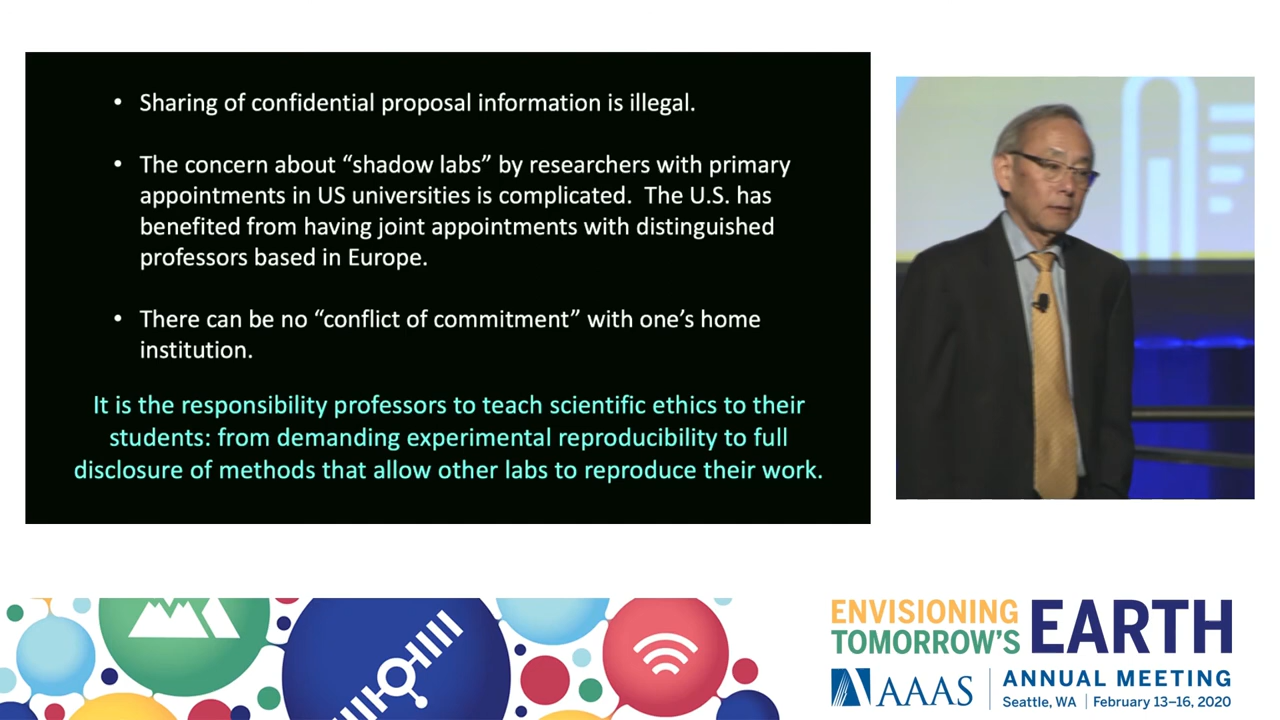 • Sharing of confidential proposal information is illegal.
• The concern about “shadow labs” by researchers with primary
appointments in US universities is complicated.  The U.S. has
benefited from having joint appointments with distinguished
professors based in Europe.
• There can be no “conflict of commitment” with one’s home
institution.
It is the responsibility professors to teach scientific ethics to their
students: from demanding experimental reproducibility to full
disclosure of methods that allow other labs to reproduce their work.
ENVISIONING
TOMORROW’S
EARTH
AAAS
ANNUAL MEETING
Seattle, WA | February 13–16, 2020